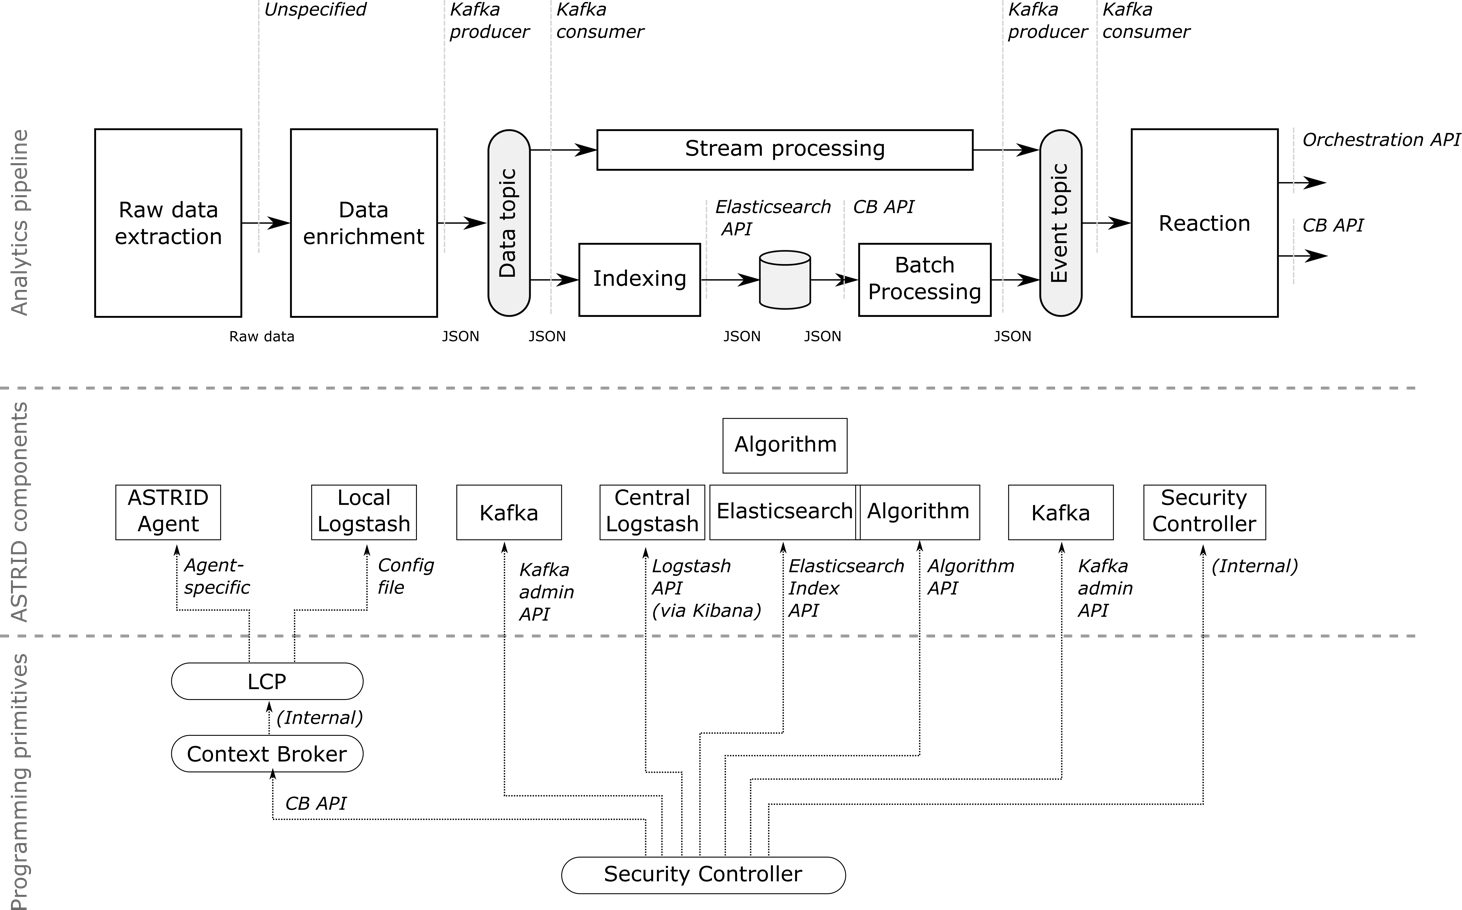 Unspecified
Kafka
producer
Kafka
consumer
Kafka
producer
Kafka
consumer
Analytics pipeline
Raw data
extraction
Data
enrichment
Data topic
Stream processing
Indexing
Elasticsearch
API
CB API
Batch
Processing
Event topic
Reaction
Orchestration API
CB API
Raw data
JSON
JSON
JSON
JSON
JSON
ASTRID components
Algorithm
ASTRID
Agent
Local
Logstash
Kafka
Central
Logstash
Elasticsearch
Algorithm
Kafka
Security
Controller
Agent-
specific
Config
file
Kafka
admin
API
Logstash
API
(via Kibana)
Elasticsearch
Index
API
Algorithm
API
Kafka
admin
API
(Internal)
Programming primitives
LCP
(Internal)
Context Broker
CB API
Security Controller